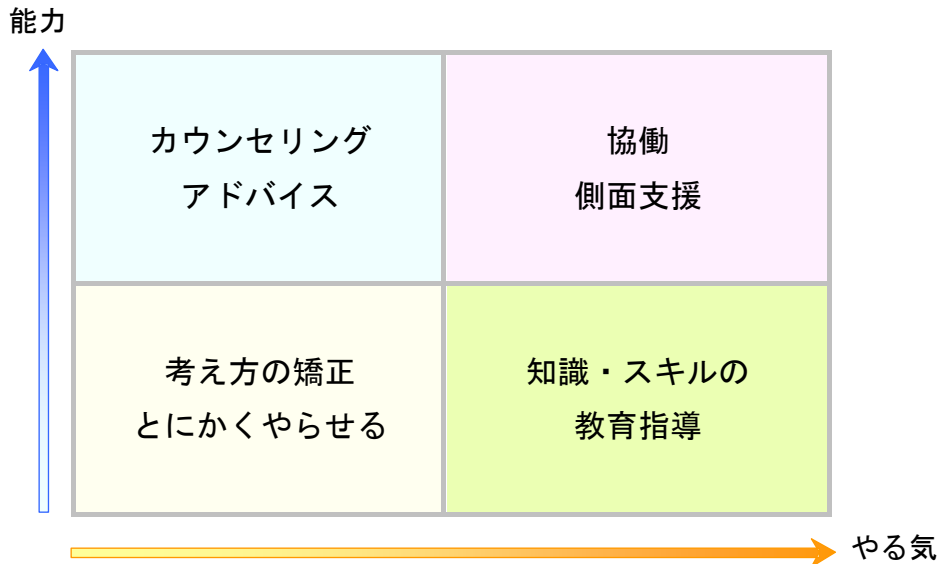 能力
カウンセリング
アドバイス
協働
側面支援
考え方の矯正
とにかくやらせる
知識・スキルの
教育指導
やる気